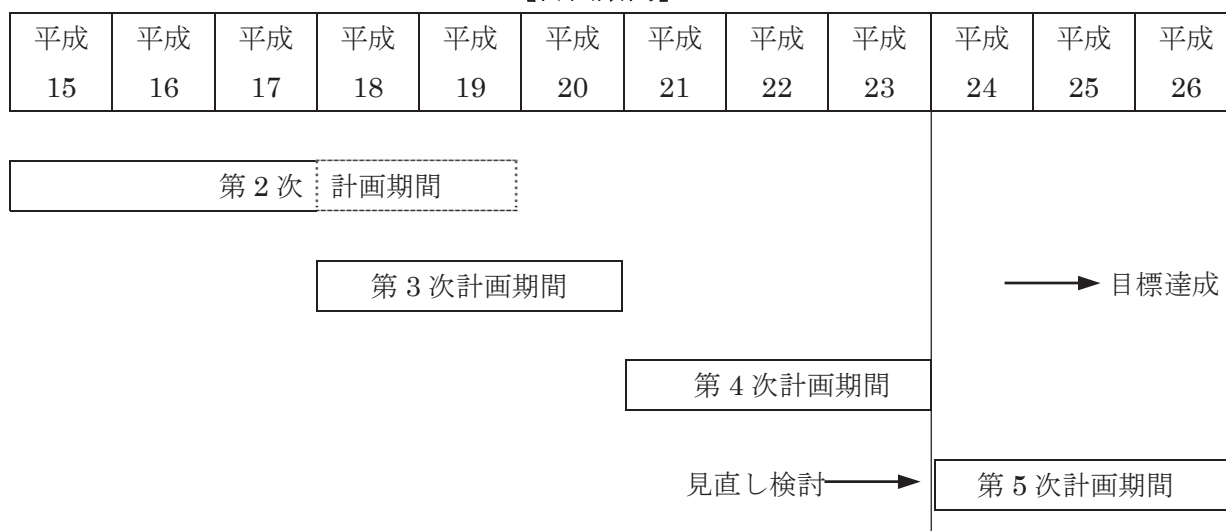 平成 平成 平成 平成 平成 平成 平成 平成 平成 平成 平成 平成
15 16 17 18 19 20 21 22 23 24 25 26
第2次 計画期間
第3次計画期間
目標達成
第4次計画期間
見直し検討
第5次計画期間